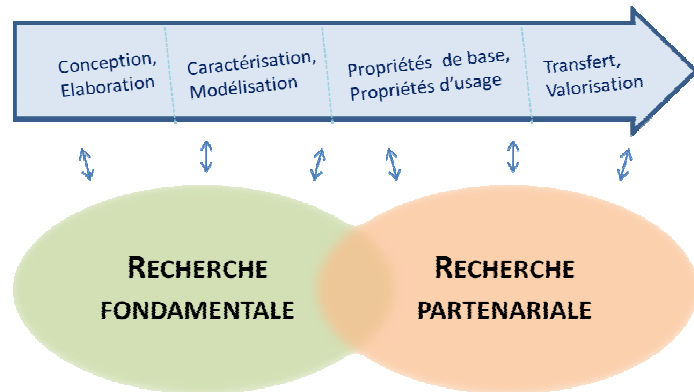 Conception,
Elaboration
Caractérisation,
Modélisation
Propriétés de base,
Propriétés d'usage
Transfert,
Valorisation
RECHERCHE
FONDAMENTALE
RECHERCHE
PARTENARIALE